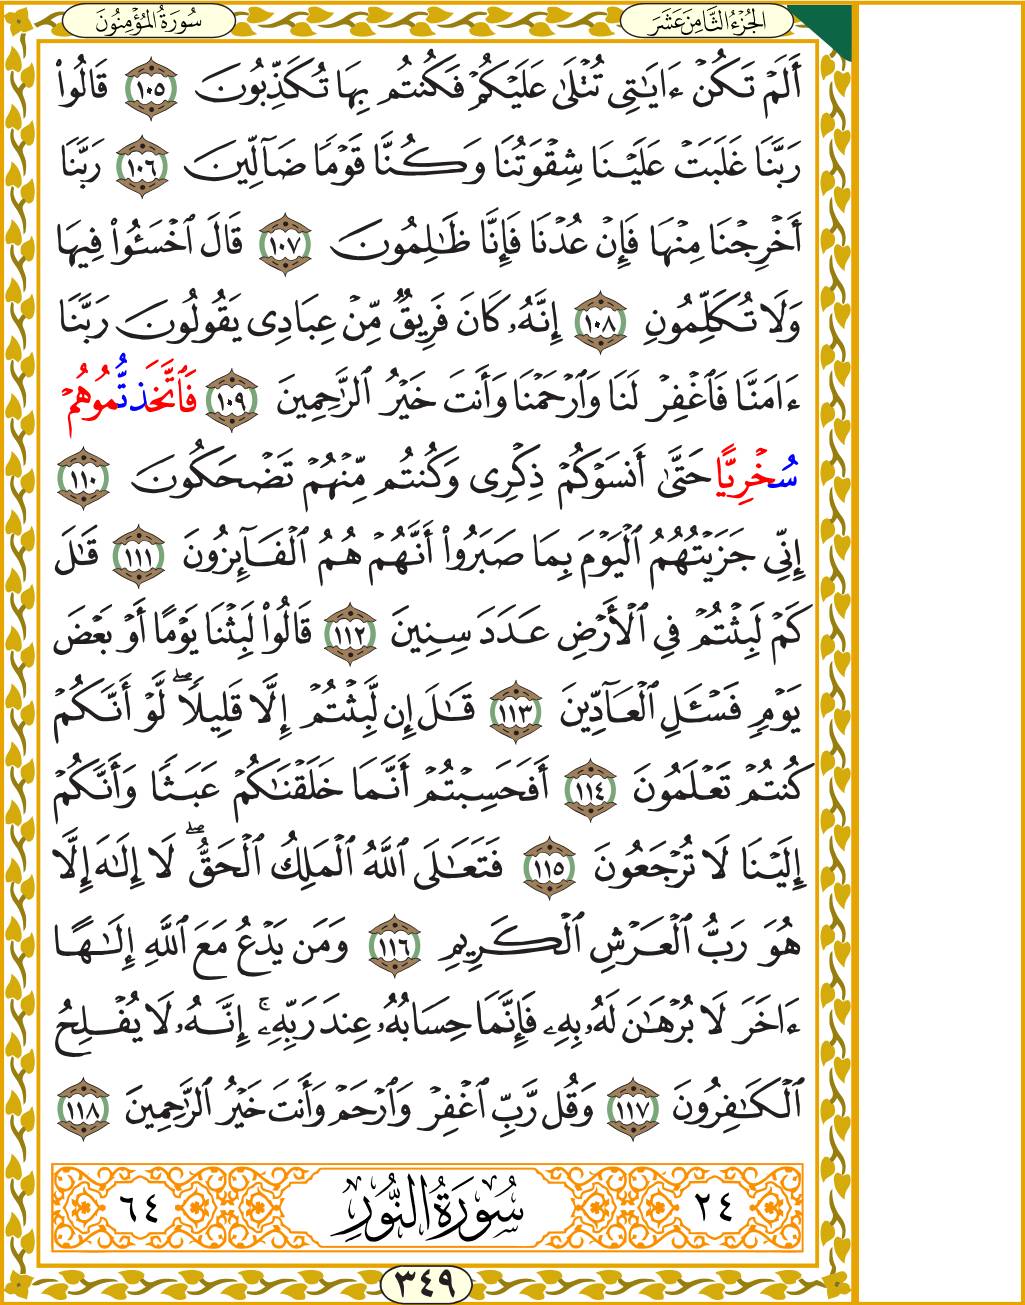 الجُزْءُ الثَّامِنَ عَشَرَ
سُورَةُ المُؤْمِنُونَ
أَلَمۡ تَكُنۡ ءَايَٰتِي تُتۡلَىٰ عَلَيۡكُمۡ فَكُنتُم بِهَا تُكَذِّبُونَ ١٠٥ قَالُواْ
رَبَّنَا غَلَبَتۡ عَلَيۡنَا شِقۡوَتُنَا وَكُنَّا قَوۡمٗا ضَآلِّينَ ١٠٦ رَبَّنَآ
أَخۡرِجۡنَا مِنۡهَا فَإِنۡ عُدۡنَا فَإِنَّا ظَٰلِمُونَ ١٠٧ قَالَ ٱخۡسَـُٔواْ فِيهَا
وَلَا تُكَلِّمُونِ ١٠٨ إِنَّهُۥ كَانَ فَرِيقٞ مِّنۡ عِبَادِي يَقُولُونَ رَبَّنَآ
ءَامَنَّا فَٱغۡفِرۡ لَنَا وَٱرۡحَمۡنَا وَأَنتَ خَيۡرُ ٱلرَّٰحِمِينَ ١٠٩ فَٱتَّخَذتُّمُوهُمۡ
سُخۡرِيًّا حَتَّىٰٓ أَنسَوۡكُمۡ ذِكۡرِي وَكُنتُم مِّنۡهُمۡ تَضۡحَكُونَ ١١٠
إِنِّي جَزَيۡتُهُمُ ٱلۡيَوۡمَ بِمَا صَبَرُوٓاْ أَنَّهُمۡ هُمُ ٱلۡفَآئِزُونَ ١١١ قَٰلَ
كَمۡ لَبِثۡتُمۡ فِي ٱلۡأَرۡضِ عَدَدَ سِنِينَ ١١٢ قَالُواْ لَبِثۡنَا يَوۡمًا أَوۡ بَعۡضَ
يَوۡمٖ فَسۡـَٔلِ ٱلۡعَآدِّينَ ١١٣ قَٰلَ إِن لَّبِثۡتُمۡ إِلَّا قَلِيلٗاۖ لَّوۡ أَنَّكُمۡ
كُنتُمۡ تَعۡلَمُونَ ١١٤ أَفَحَسِبۡتُمۡ أَنَّمَا خَلَقۡنَٰكُمۡ عَبَثٗا وَأَنَّكُمۡ
إِلَيۡنَا لَا تُرۡجَعُونَ ١١٥ فَتَعَٰلَى ٱللَّهُ ٱلۡمَلِكُ ٱلۡحَقُّۖ لَآ إِلَٰهَ إِلَّا
هُوَ رَبُّ ٱلۡعَرۡشِ ٱلۡكَرِيمِ ١١٦ وَمَن يَدۡعُ مَعَ ٱللَّهِ إِلَٰهًا
ءَاخَرَ لَا بُرۡهَٰنَ لَهُۥ بِهِۦ فَإِنَّمَا حِسَابُهُۥ عِندَ رَبِّهِۦٓۚ إِنَّهُۥ لَا يُفۡلِحُ
ٱلۡكَٰفِرُونَ ١١٧ وَقُل رَّبِّ ٱغۡفِرۡ وَٱرۡحَمۡ وَأَنتَ خَيۡرُ ٱلرَّٰحِمِينَ ١١٨
٢٤ سُورَةُ النُّورِ ٦٤
٣٤٩